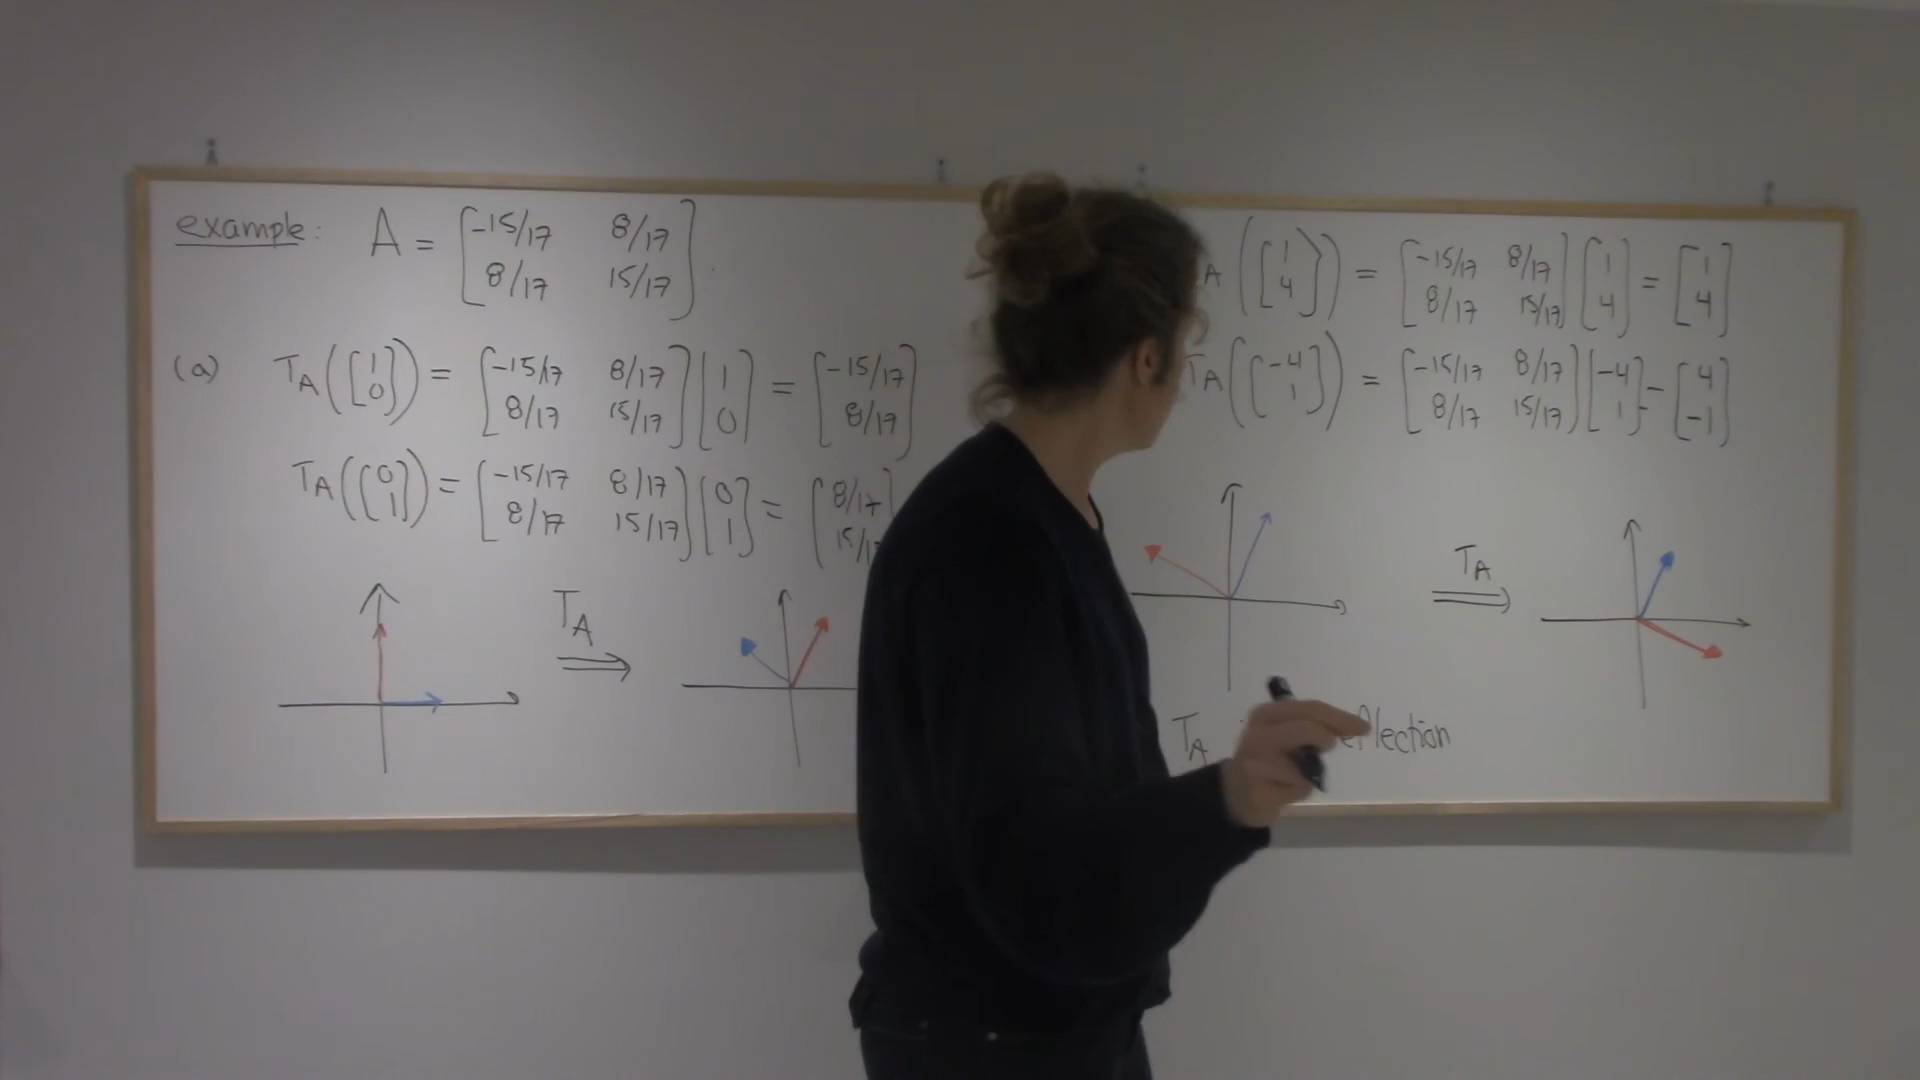 example: A = [-15/17 8/17
8/17 15/17].
(a) T_A([1 0]) = [-15/17 8/17
8/17 15/17] [1 0] = [-15/17
8/17]
T_A([0 1]) = [-15/17 8/17
8/17 15/17] [0 1] = [8/17
T_A
A([1 4]) = [-15/17 8/17
8/17 15/17] [1 4] = [1 4]
T_A([-4 1]) = [-15/17 8/17
8/17 15/17] [-4 1] = [4 -1]
T_A
T_A